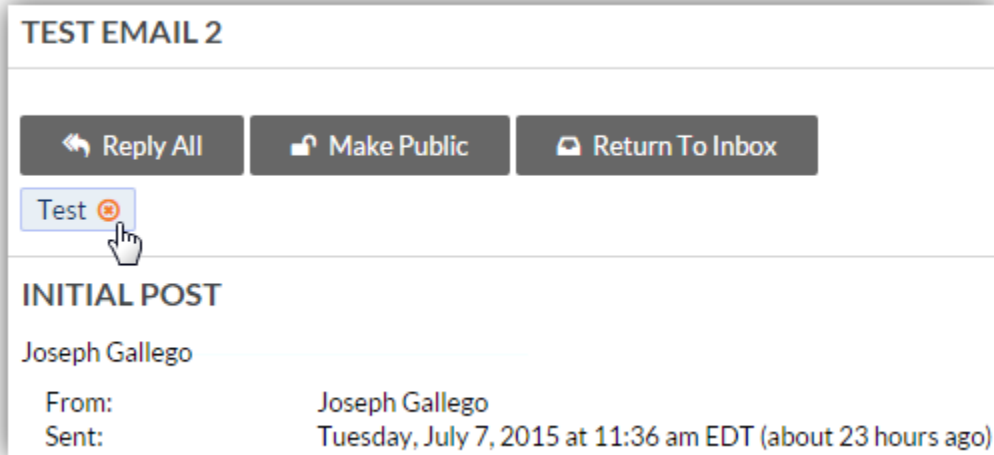 TEST EMAIL 2
Reply All Make Public Return To Inbox
Test
INITIAL POST
Joseph Gallego
From: Joseph Gallego
Sent: Tuesday, July 7, 2015 at 11:36 am EDT (about 23 hours ago)